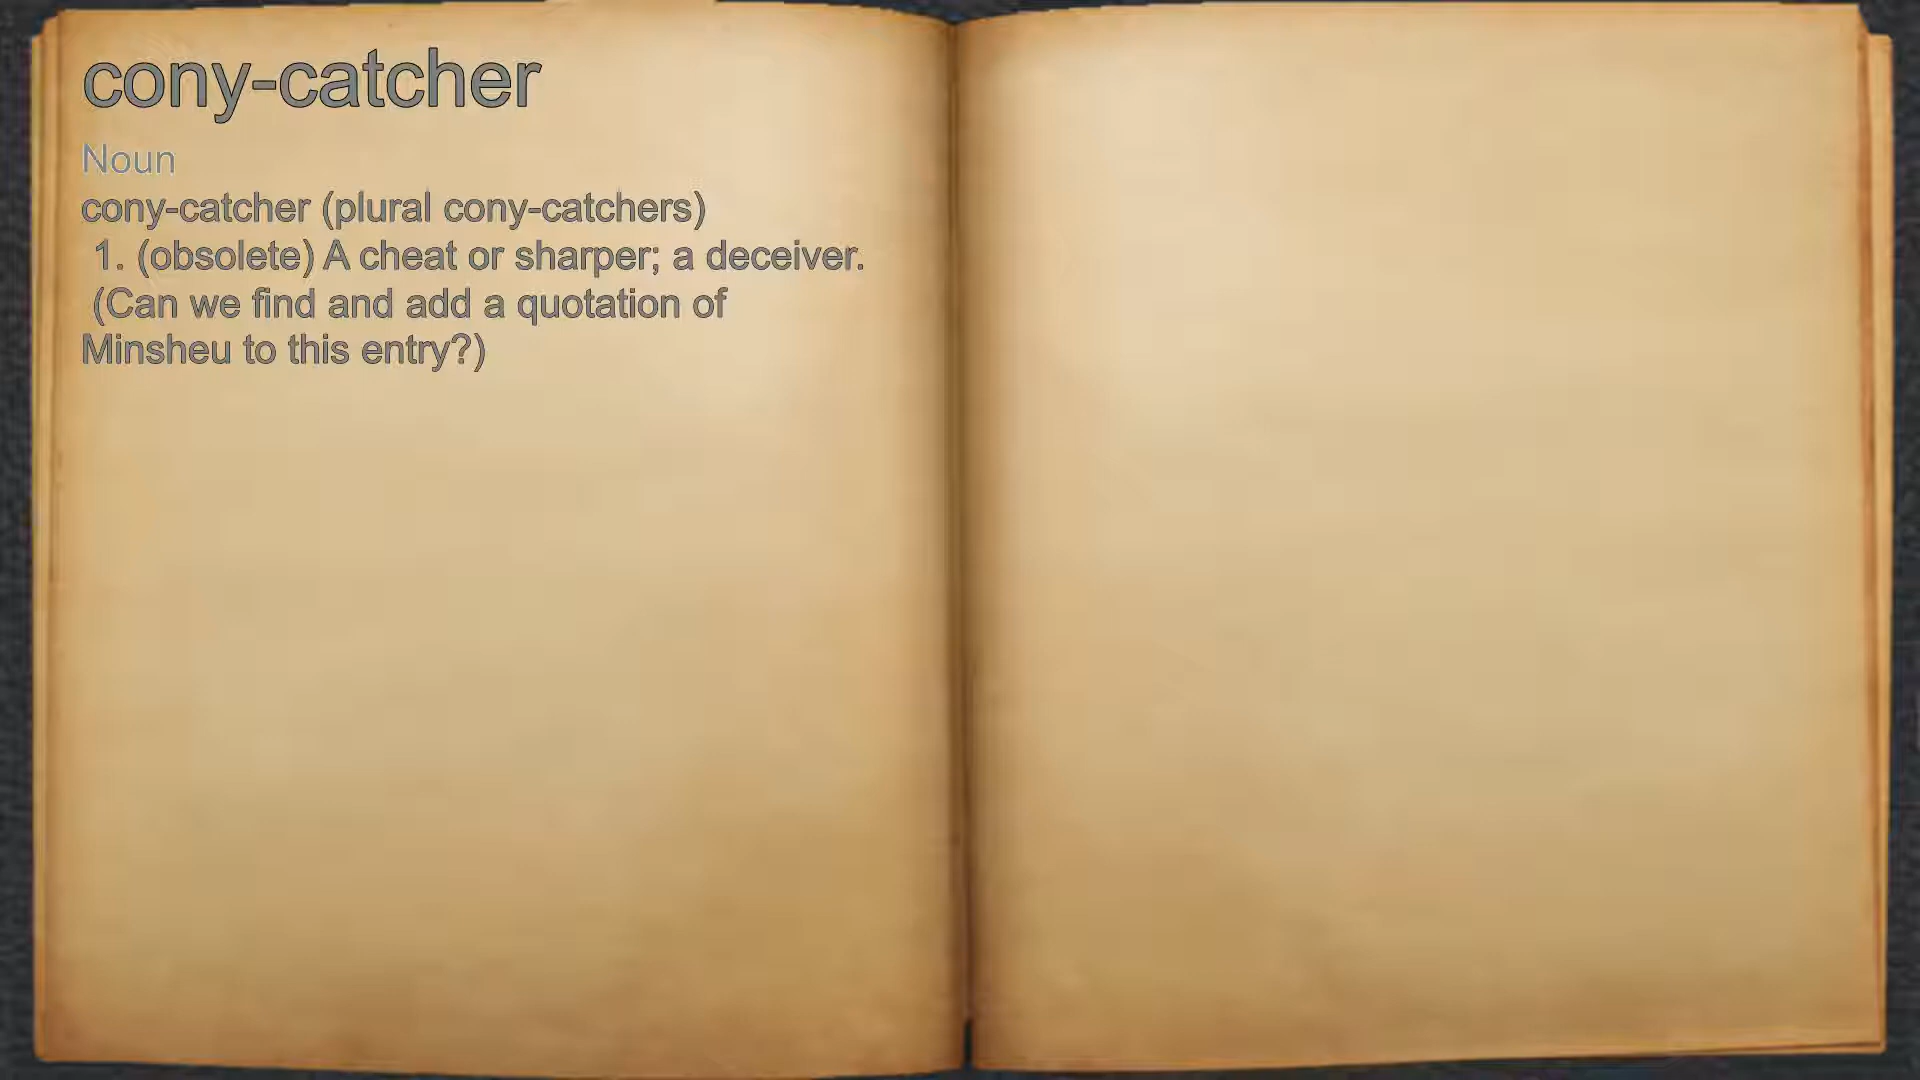 cony-catcher
Noun
cony-catcher (plural cony-catchers)
1. (obsolete) A cheat or sharper; a deceiver.
(Can we find and add a quotation of
Minsheu to this entry?)